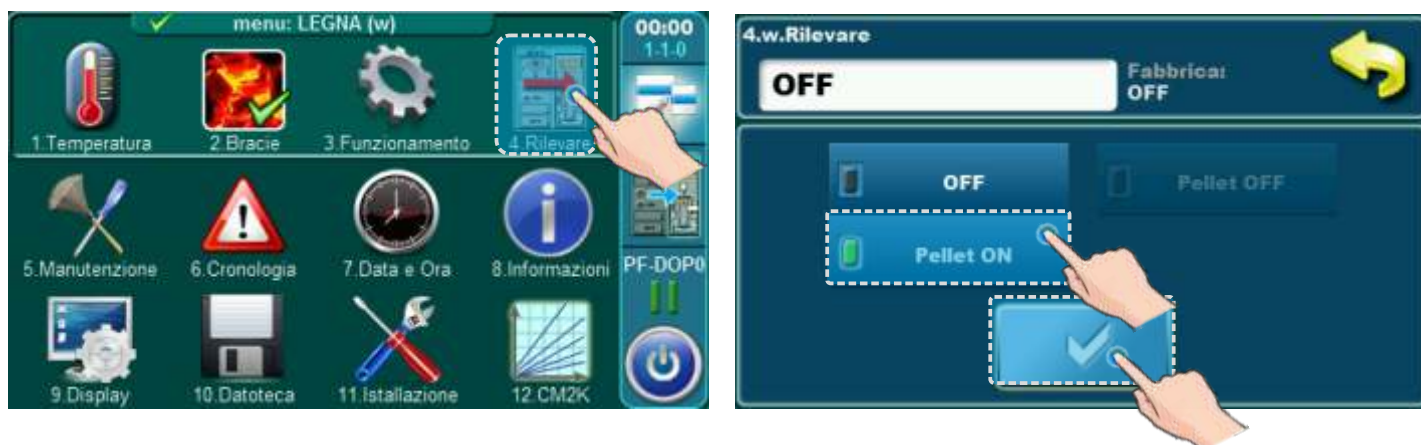 menu: LEGNA (w)
00:00
1-1-0
1.Temperatura
2.Bracie
3.Funzionamento
4.Rilevare
5.Manutenzione
6.Cronologia
7.Data e Ora
8.Informazioni
PF-DOP0
9.Display
10.Datoteca
11.Istallazione
12.CM2K
4.w.Rilevare
OFF
Fabbrica:
OFF
OFF
Pellet OFF
Pellet ON